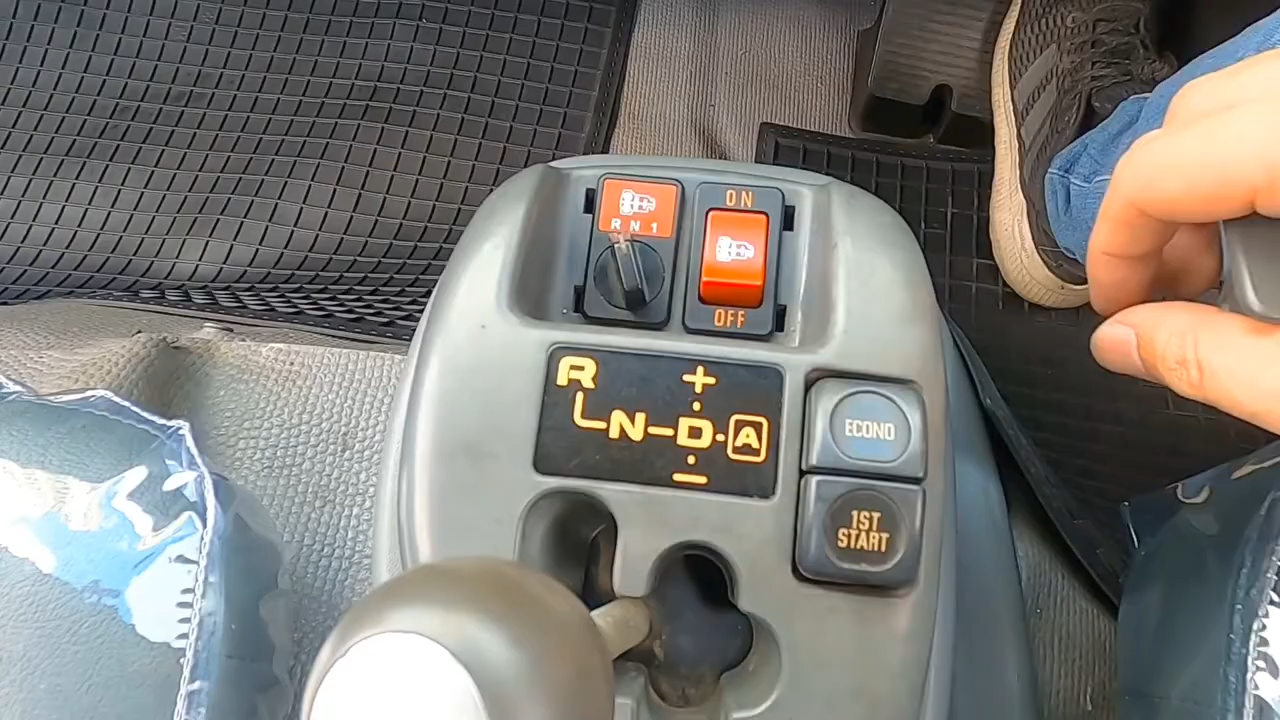 R N 1
ON
OFF
R +
N D A
−
ECONO
1ST
START